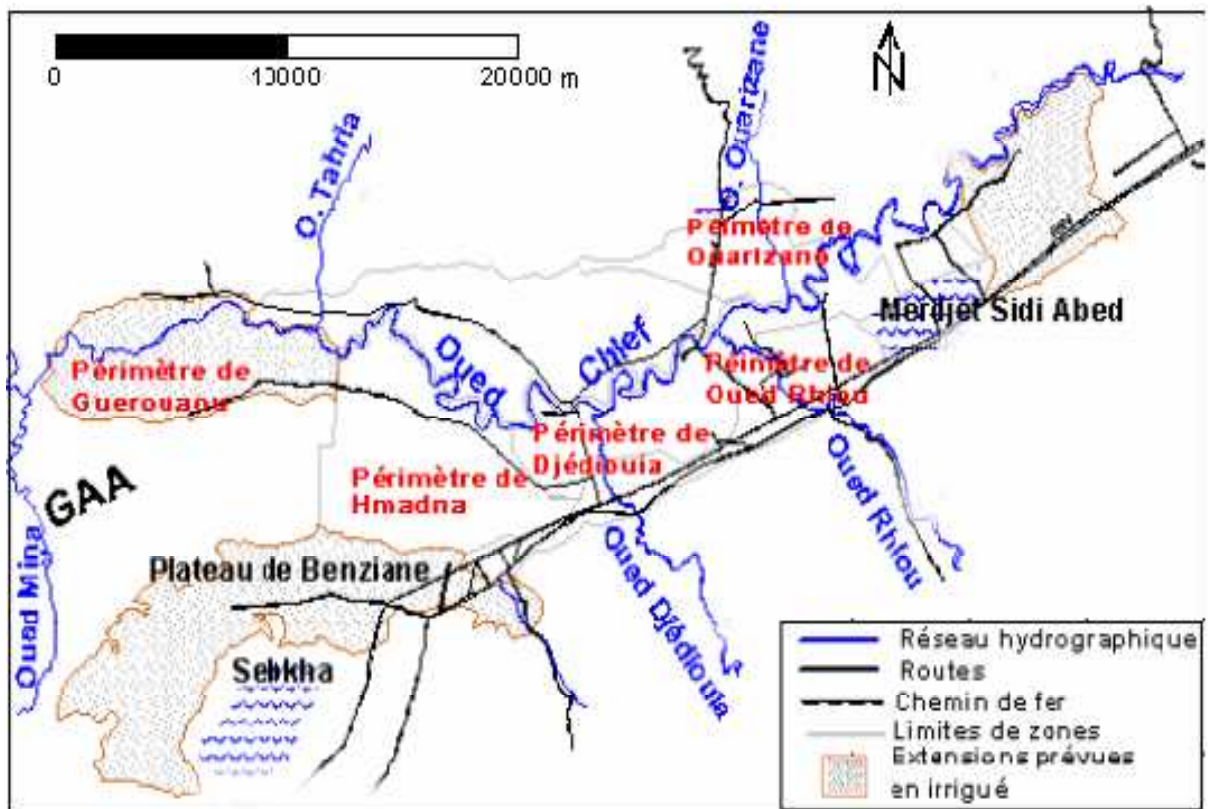 0
10000
20000 m
N
O. Tahria
O. Ouarizane
Périmètre de
Ouarizane
Merdjet Sidi Abed
Oued
Chlef
Périmètre de
Guerouaou
Périmètre de
Oued Rhiou
Périmètre de
Djédiouia
Périmètre de
Hmadna
GAA
Oued Mina
Plateau de Benziane
Oued Rhiou
Oued Djédiouia
Sebkha
Réseau hydrographique
Routes
Chemin de fer
Limites de zones
Extensions prévues
en irrigué